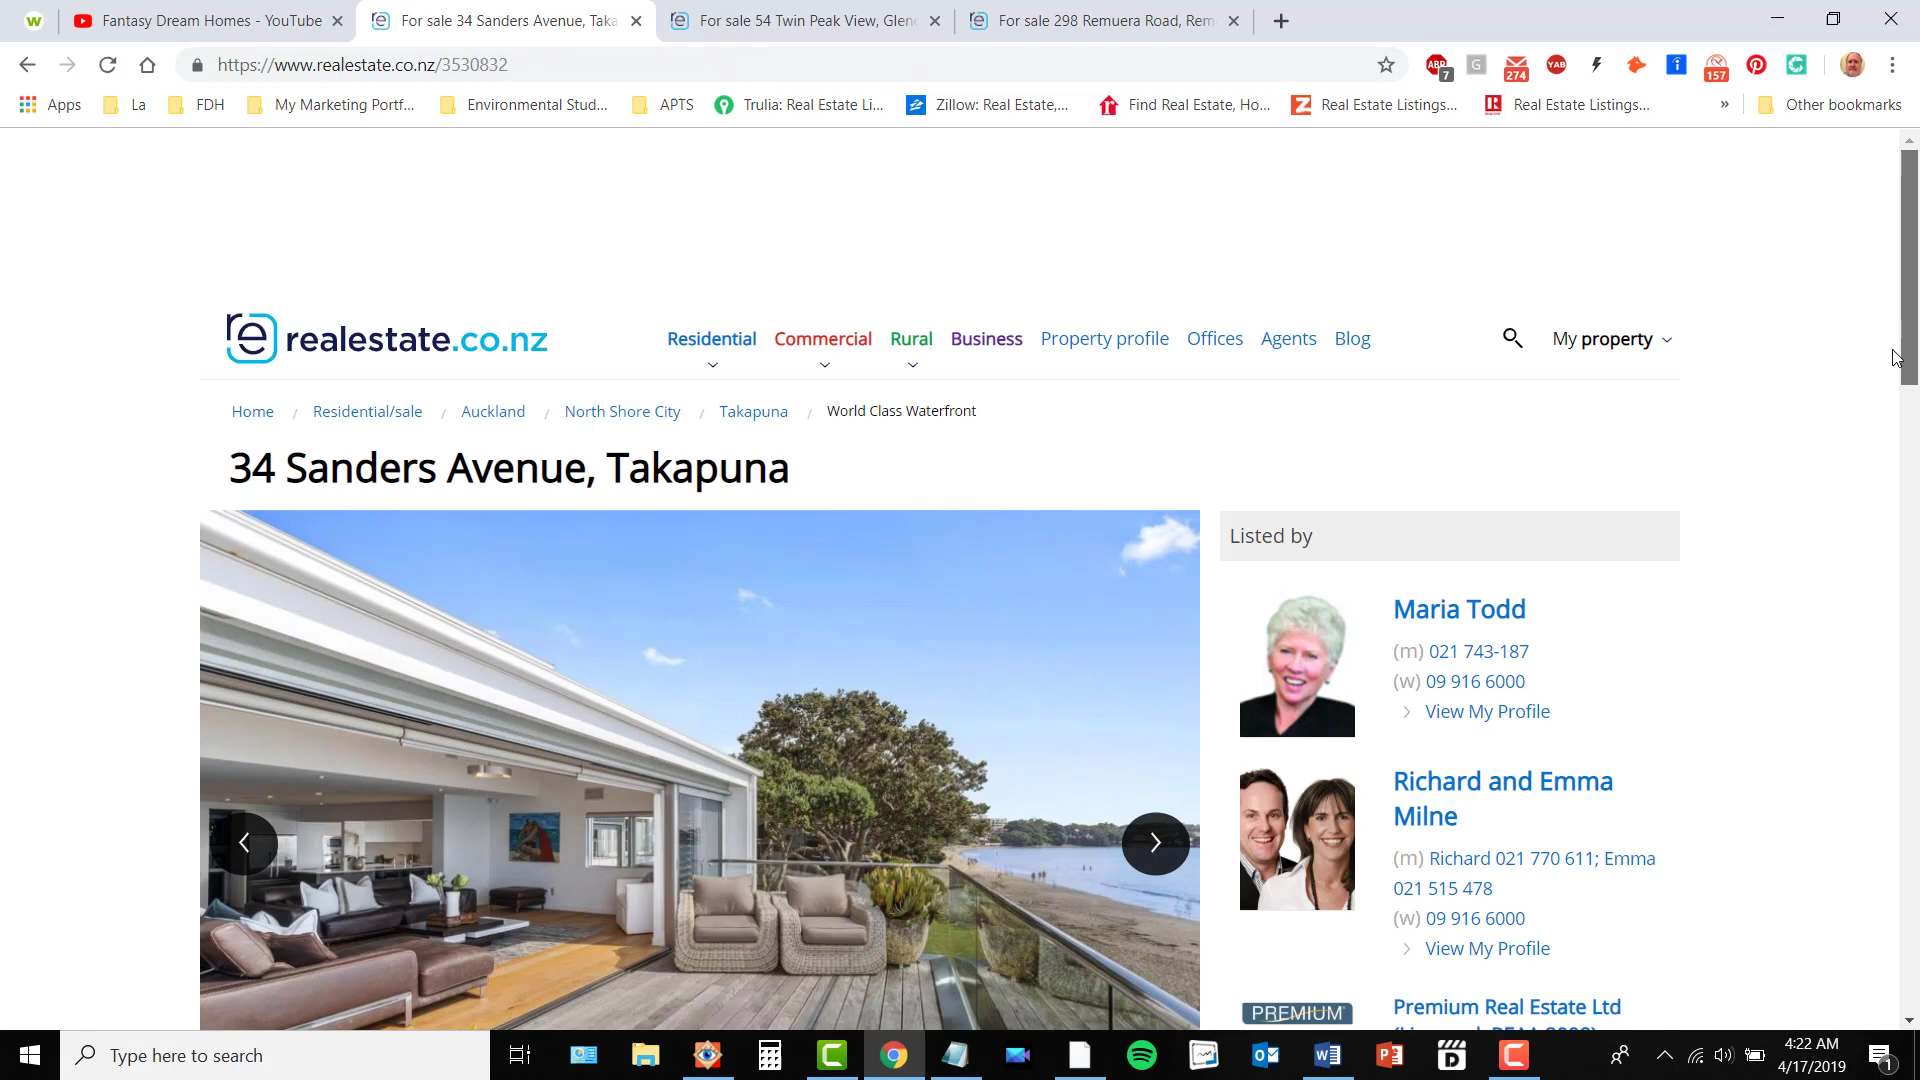 Fantasy Dream Homes - YouTube
For sale 34 Sanders Avenue, Taka
For sale 54 Twin Peak View, Glen
For sale 298 Remuera Road, Rem
https://www.realestate.co.nz/3530832
ABP
7
G
274
YAB
157
Apps
La
FDH
My Marketing Portf...
Environmental Stud...
APTS
Trulia: Real Estate Li...
Zillow: Real Estate,...
Find Real Estate, Ho...
Real Estate Listings...
Real Estate Listings...
»
Other bookmarks
realestate.co.nz
Residential
Commercial
Rural
Business
Property profile
Offices
Agents
Blog
My property
Home / Residential/sale / Auckland / North Shore City / Takapuna / World Class Waterfront
34 Sanders Avenue, Takapuna
Listed by
Maria Todd
(m) 021 743-187
(w) 09 916 6000
View My Profile
Richard and Emma
Milne
(m) Richard 021 770 611; Emma
021 515 478
(w) 09 916 6000
View My Profile
PREMIUM
Premium Real Estate Ltd
Type here to search
4:22 AM
4/17/2019
1